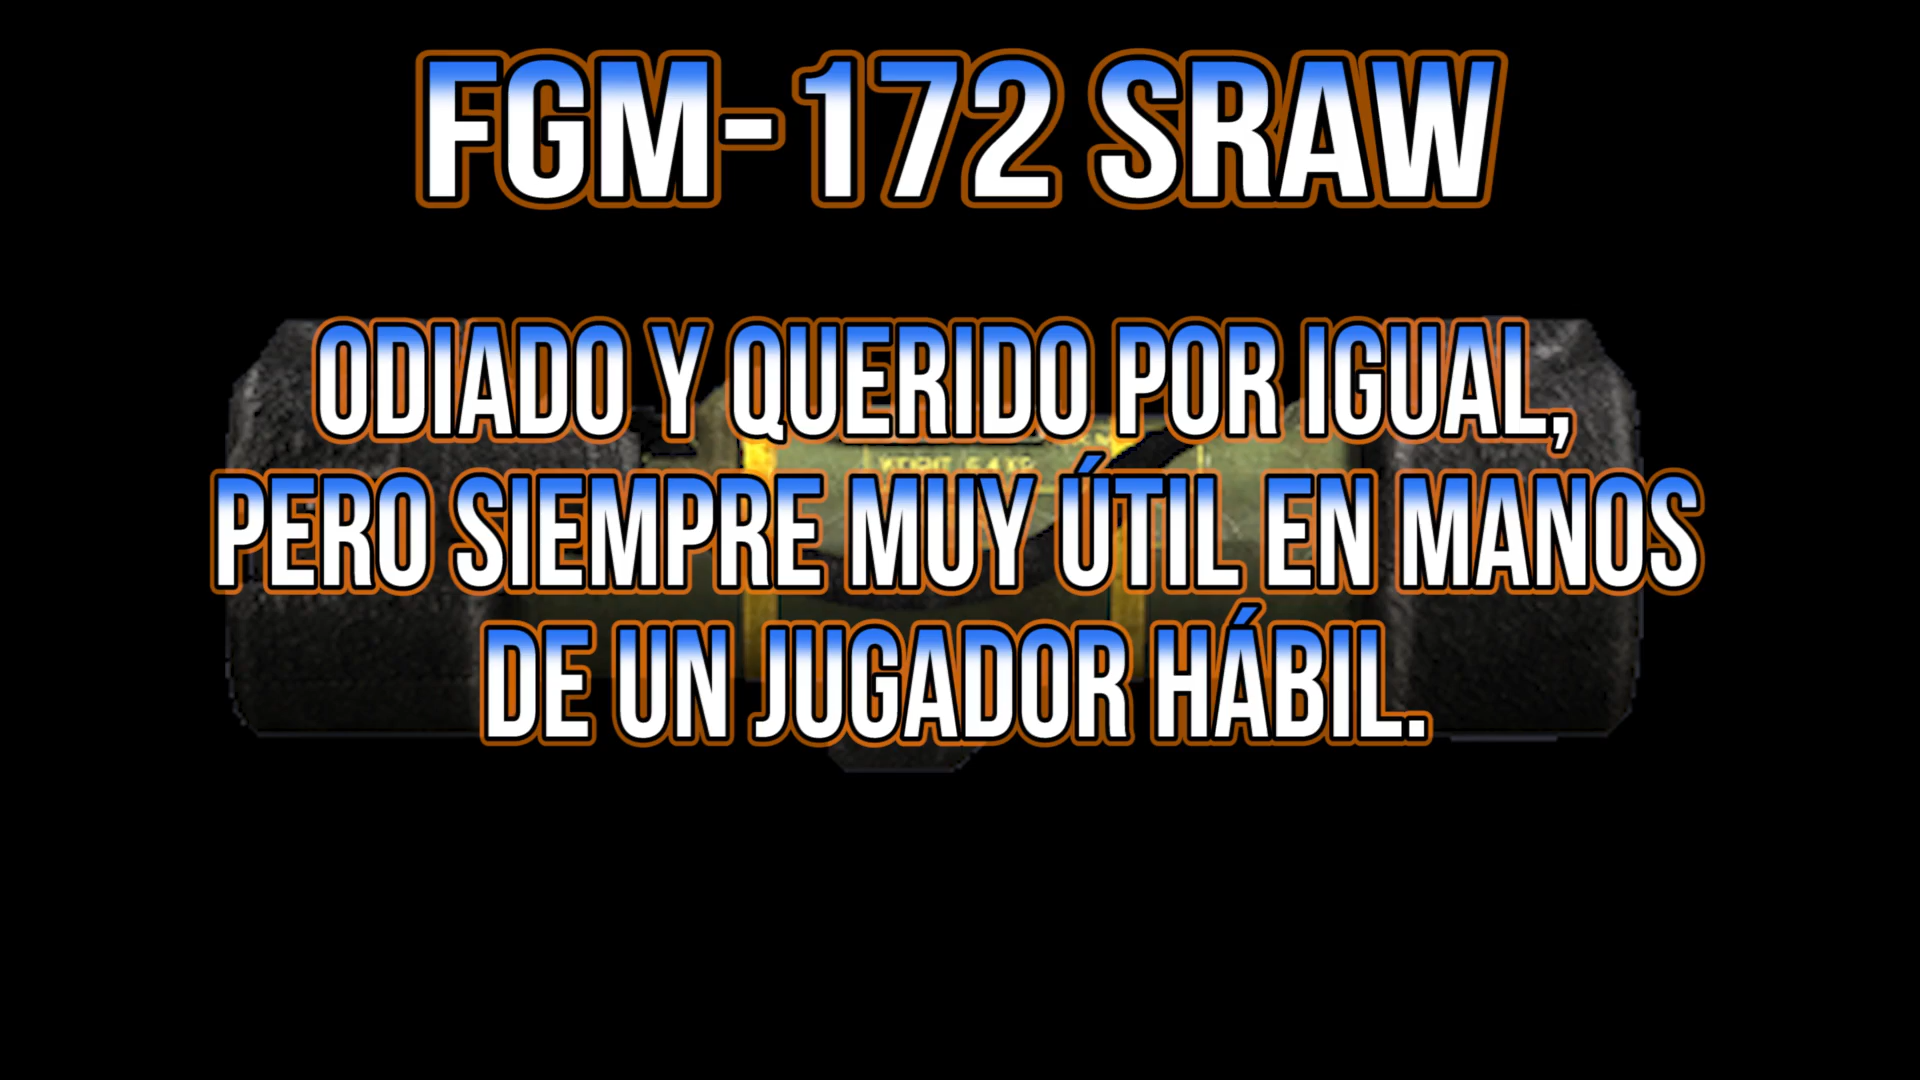 FGM-172 SRAW
ODIADO Y QUERIDO POR IGUAL,
PERO SIEMPRE MUY ÚTIL EN MANOS
DE UN JUGADOR HÁBIL.